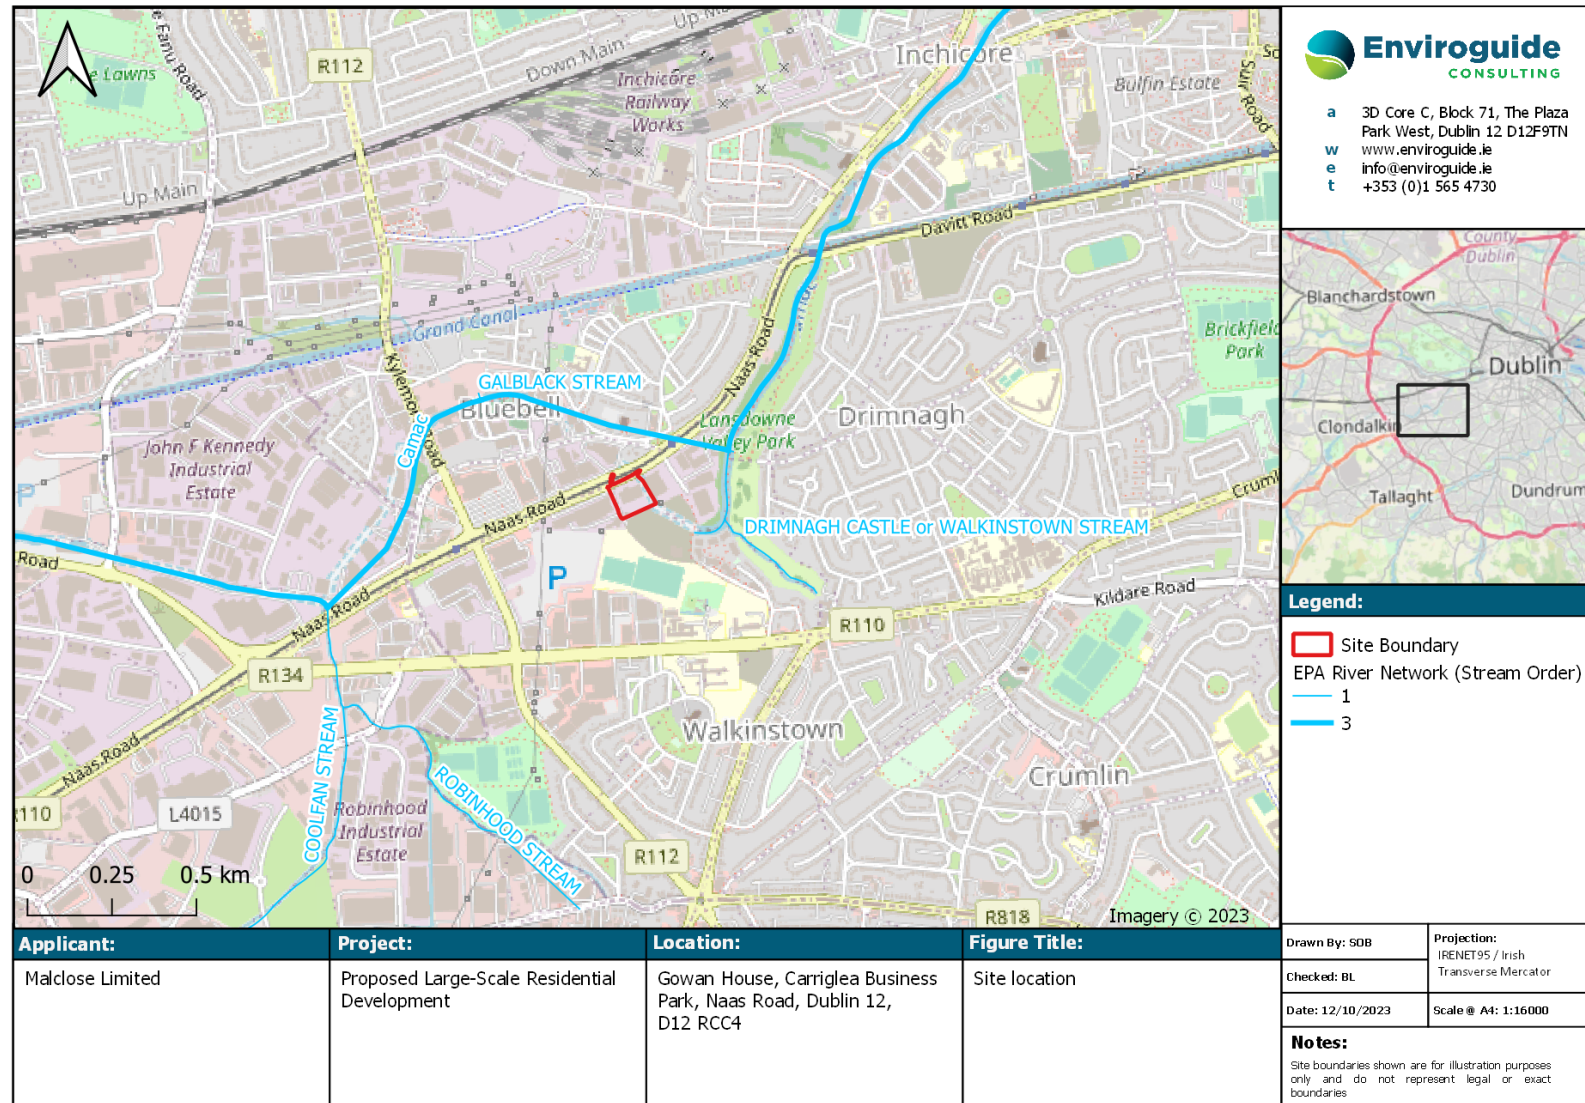 The Lawns
R112
Down Main
Up Main
Inchicore
Railway
Works
Inchicore
Bulfin Estate
Up Main
Davitt Road
Grand Canal
Naas Road
Brickfield
Park
GALBLACK STREAM
Bluebell
Kylemore Road
Camac
Lansdowne
Valley Park
Drimnagh
John F Kennedy
Industrial
Estate
P
Naas Road
DRIMNAGH CASTLE or WALKINSTOWN STREAM
Road
P
Kildare Road
Naas Road
R110
R134
Walkinstown
Crumlin
Naas Road
COOLFAN STREAM
ROBINHOOD STREAM
R110
L4015
Robinhood
Industrial
Estate
R112
R818
0 0.25 0.5 km
Imagery © 2023
Enviroguide
CONSULTING
a 3D Core C, Block 71, The Plaza
Park West, Dublin 12 D12F9TN
w www.enviroguide.ie
e info@enviroguide.ie
t +353 (0)1 565 4730
County
Dublin
Blanchardstown
Dublin
Clondalkin
Tallaght
Dundrum
Legend:
Site Boundary
EPA River Network (Stream Order)
1
3
Applicant:
Malclose Limited
Project:
Proposed Large-Scale Residential
Development
Location:
Gowan House, Carriglea Business
Park, Naas Road, Dublin 12,
D12 RCC4
Figure Title:
Site location
Drawn By: SOB
Checked: BL
Date: 12/10/2023
Projection:
IRENET95 / Irish
Transverse Mercator
Scale @ A4: 1:16000
Notes:
Site boundaries shown are for illustration purposes
only and do not represent legal or exact
boundaries